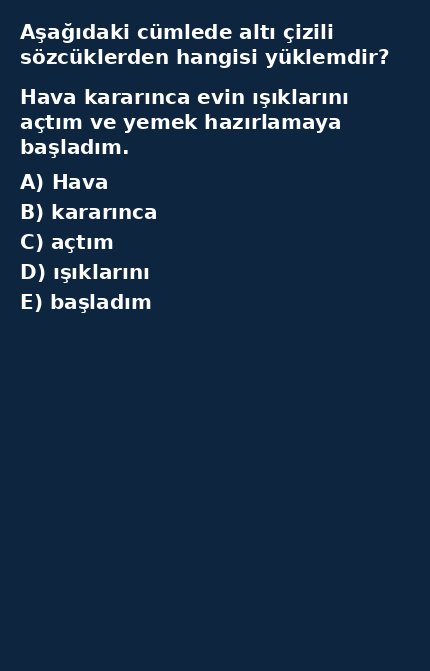 Aşağıdaki cümlede altı çizili
sözcüklerden hangisi yüklemdir?
Hava kararınca evin ışıklarını
açtım ve yemek hazırlamaya
başladım.
A) Hava
B) kararınca
C) açtım
D) ışıklarını
E) başladım